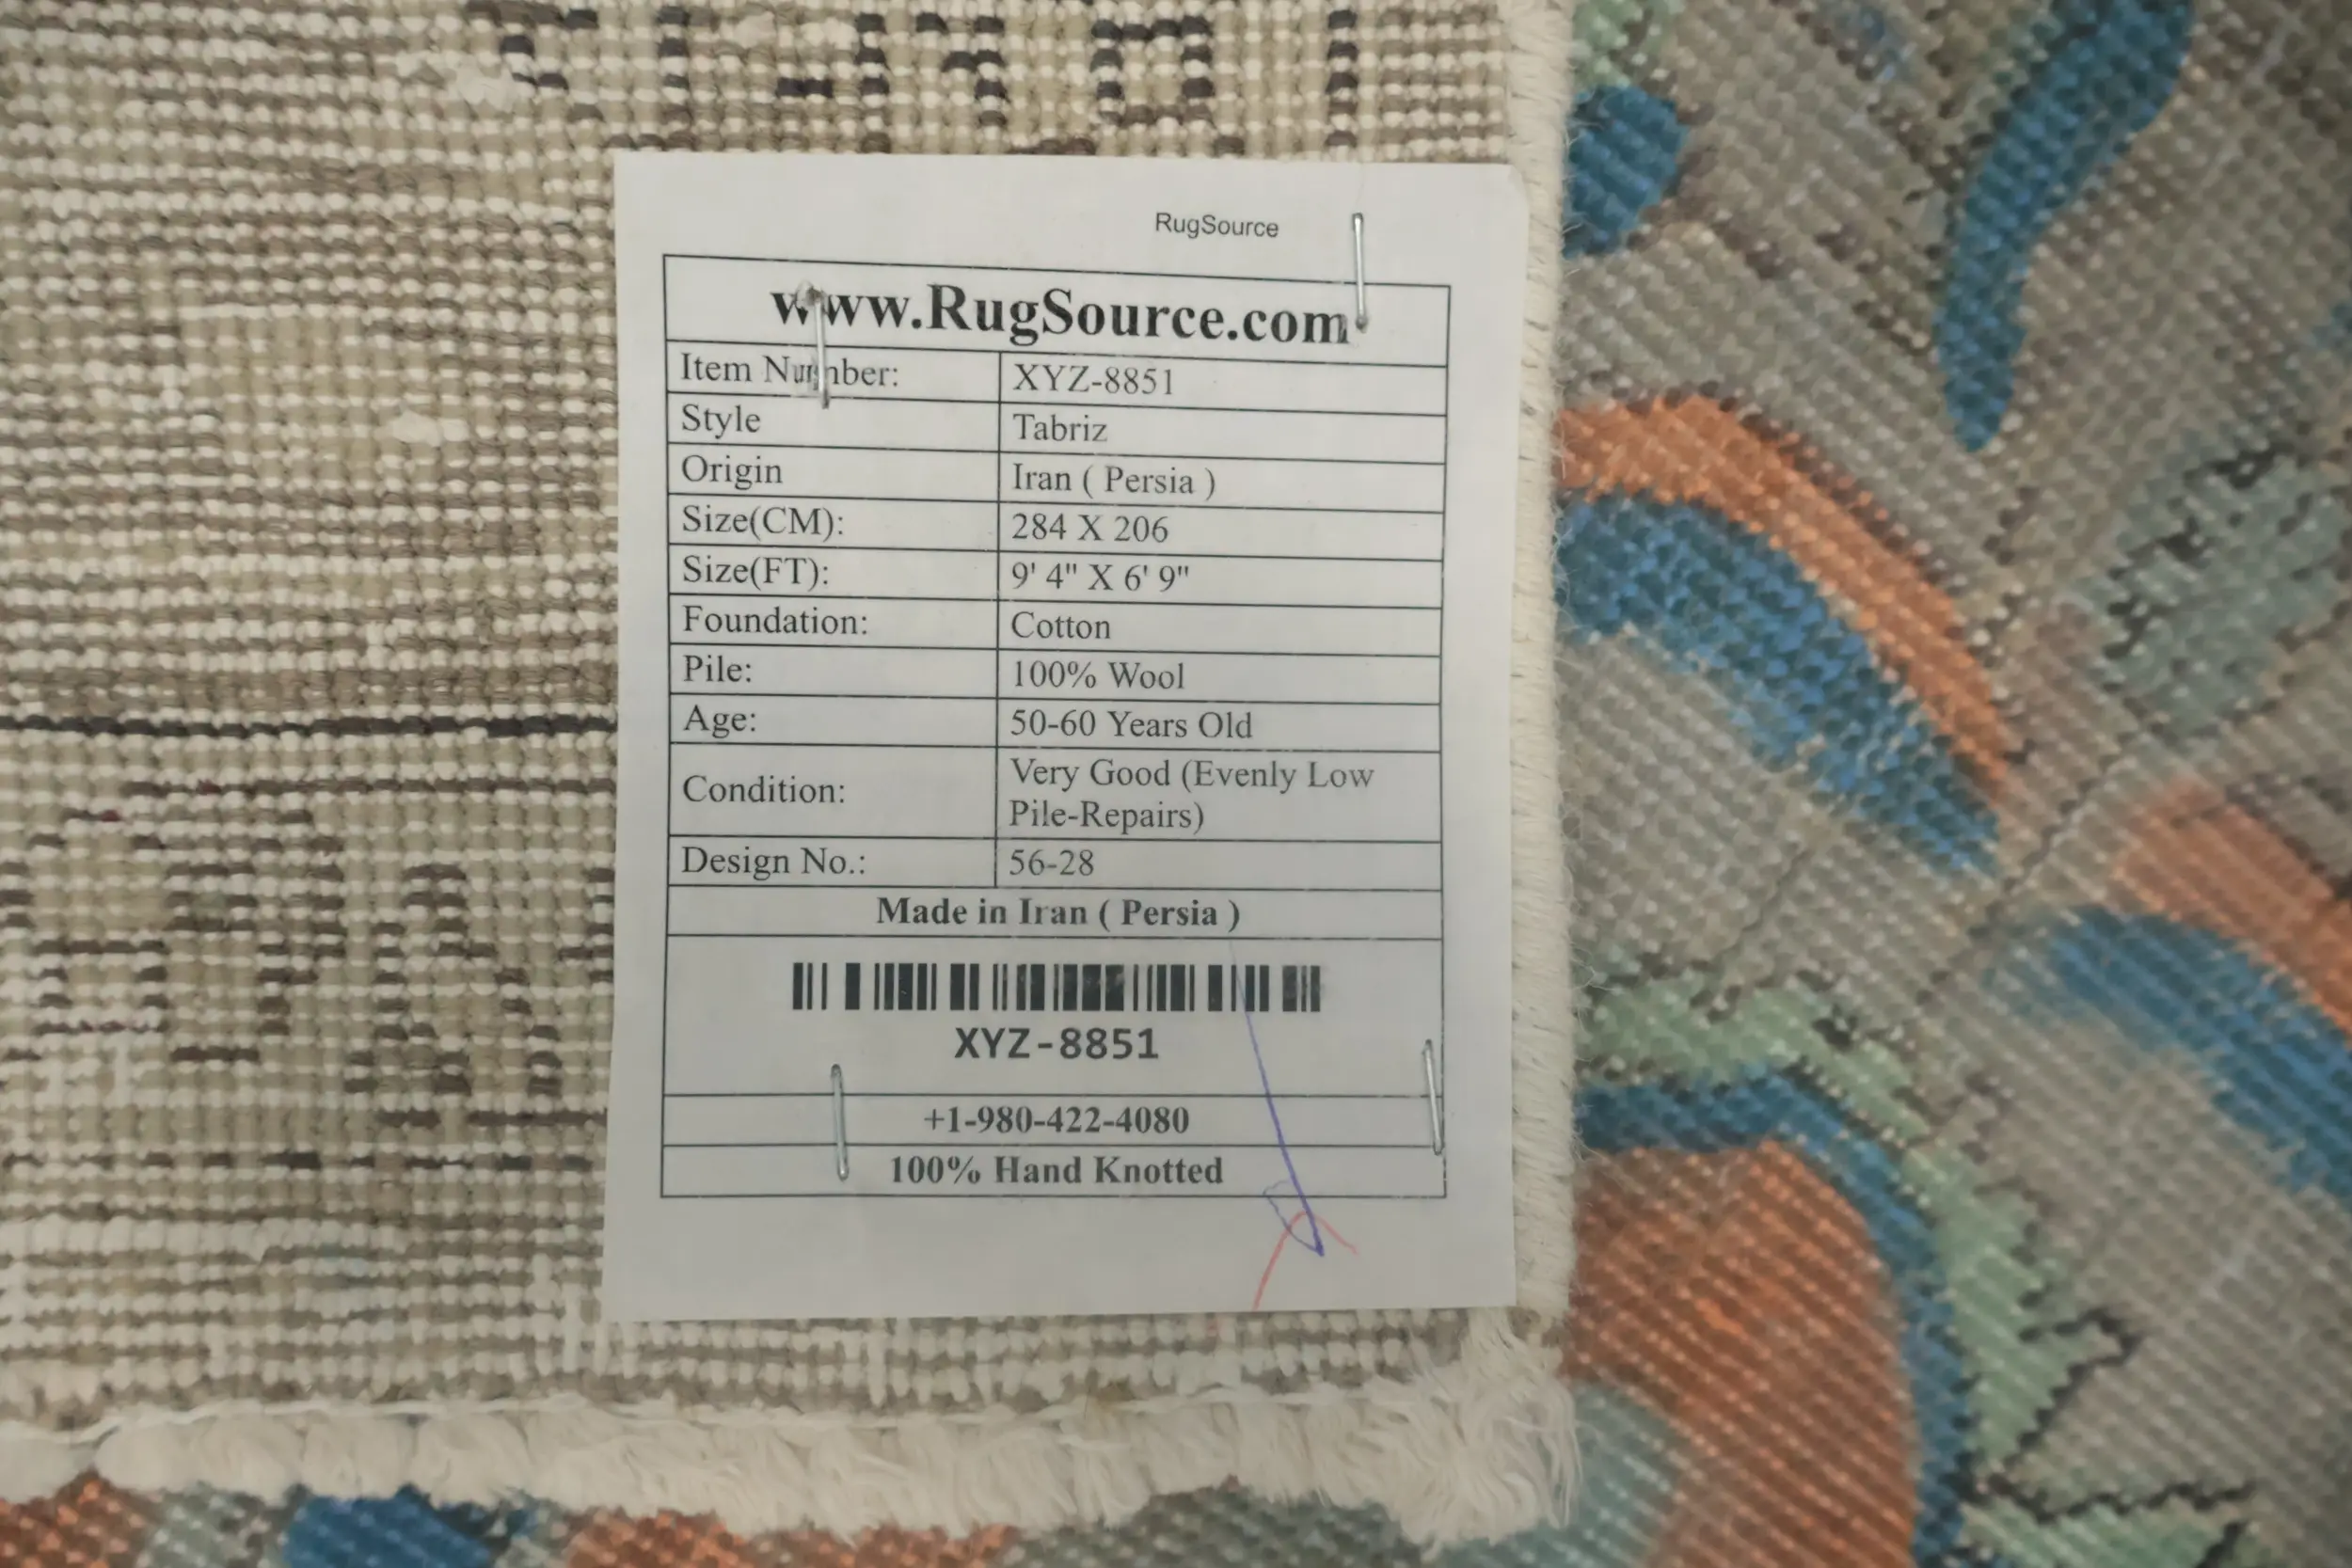 RugSource
www.RugSource.com
Item Number: XYZ-8851
Style Tabriz
Origin Iran ( Persia )
Size(CM): 284 X 206
Size(FT): 9' 4" X 6' 9"
Foundation: Cotton
Pile: 100% Wool
Age: 50-60 Years Old
Condition: Very Good (Evenly Low
Pile-Repairs)
Design No.: 56-28
Made in Iran ( Persia )
XYZ-8851
+1-980-422-4080
100% Hand Knotted